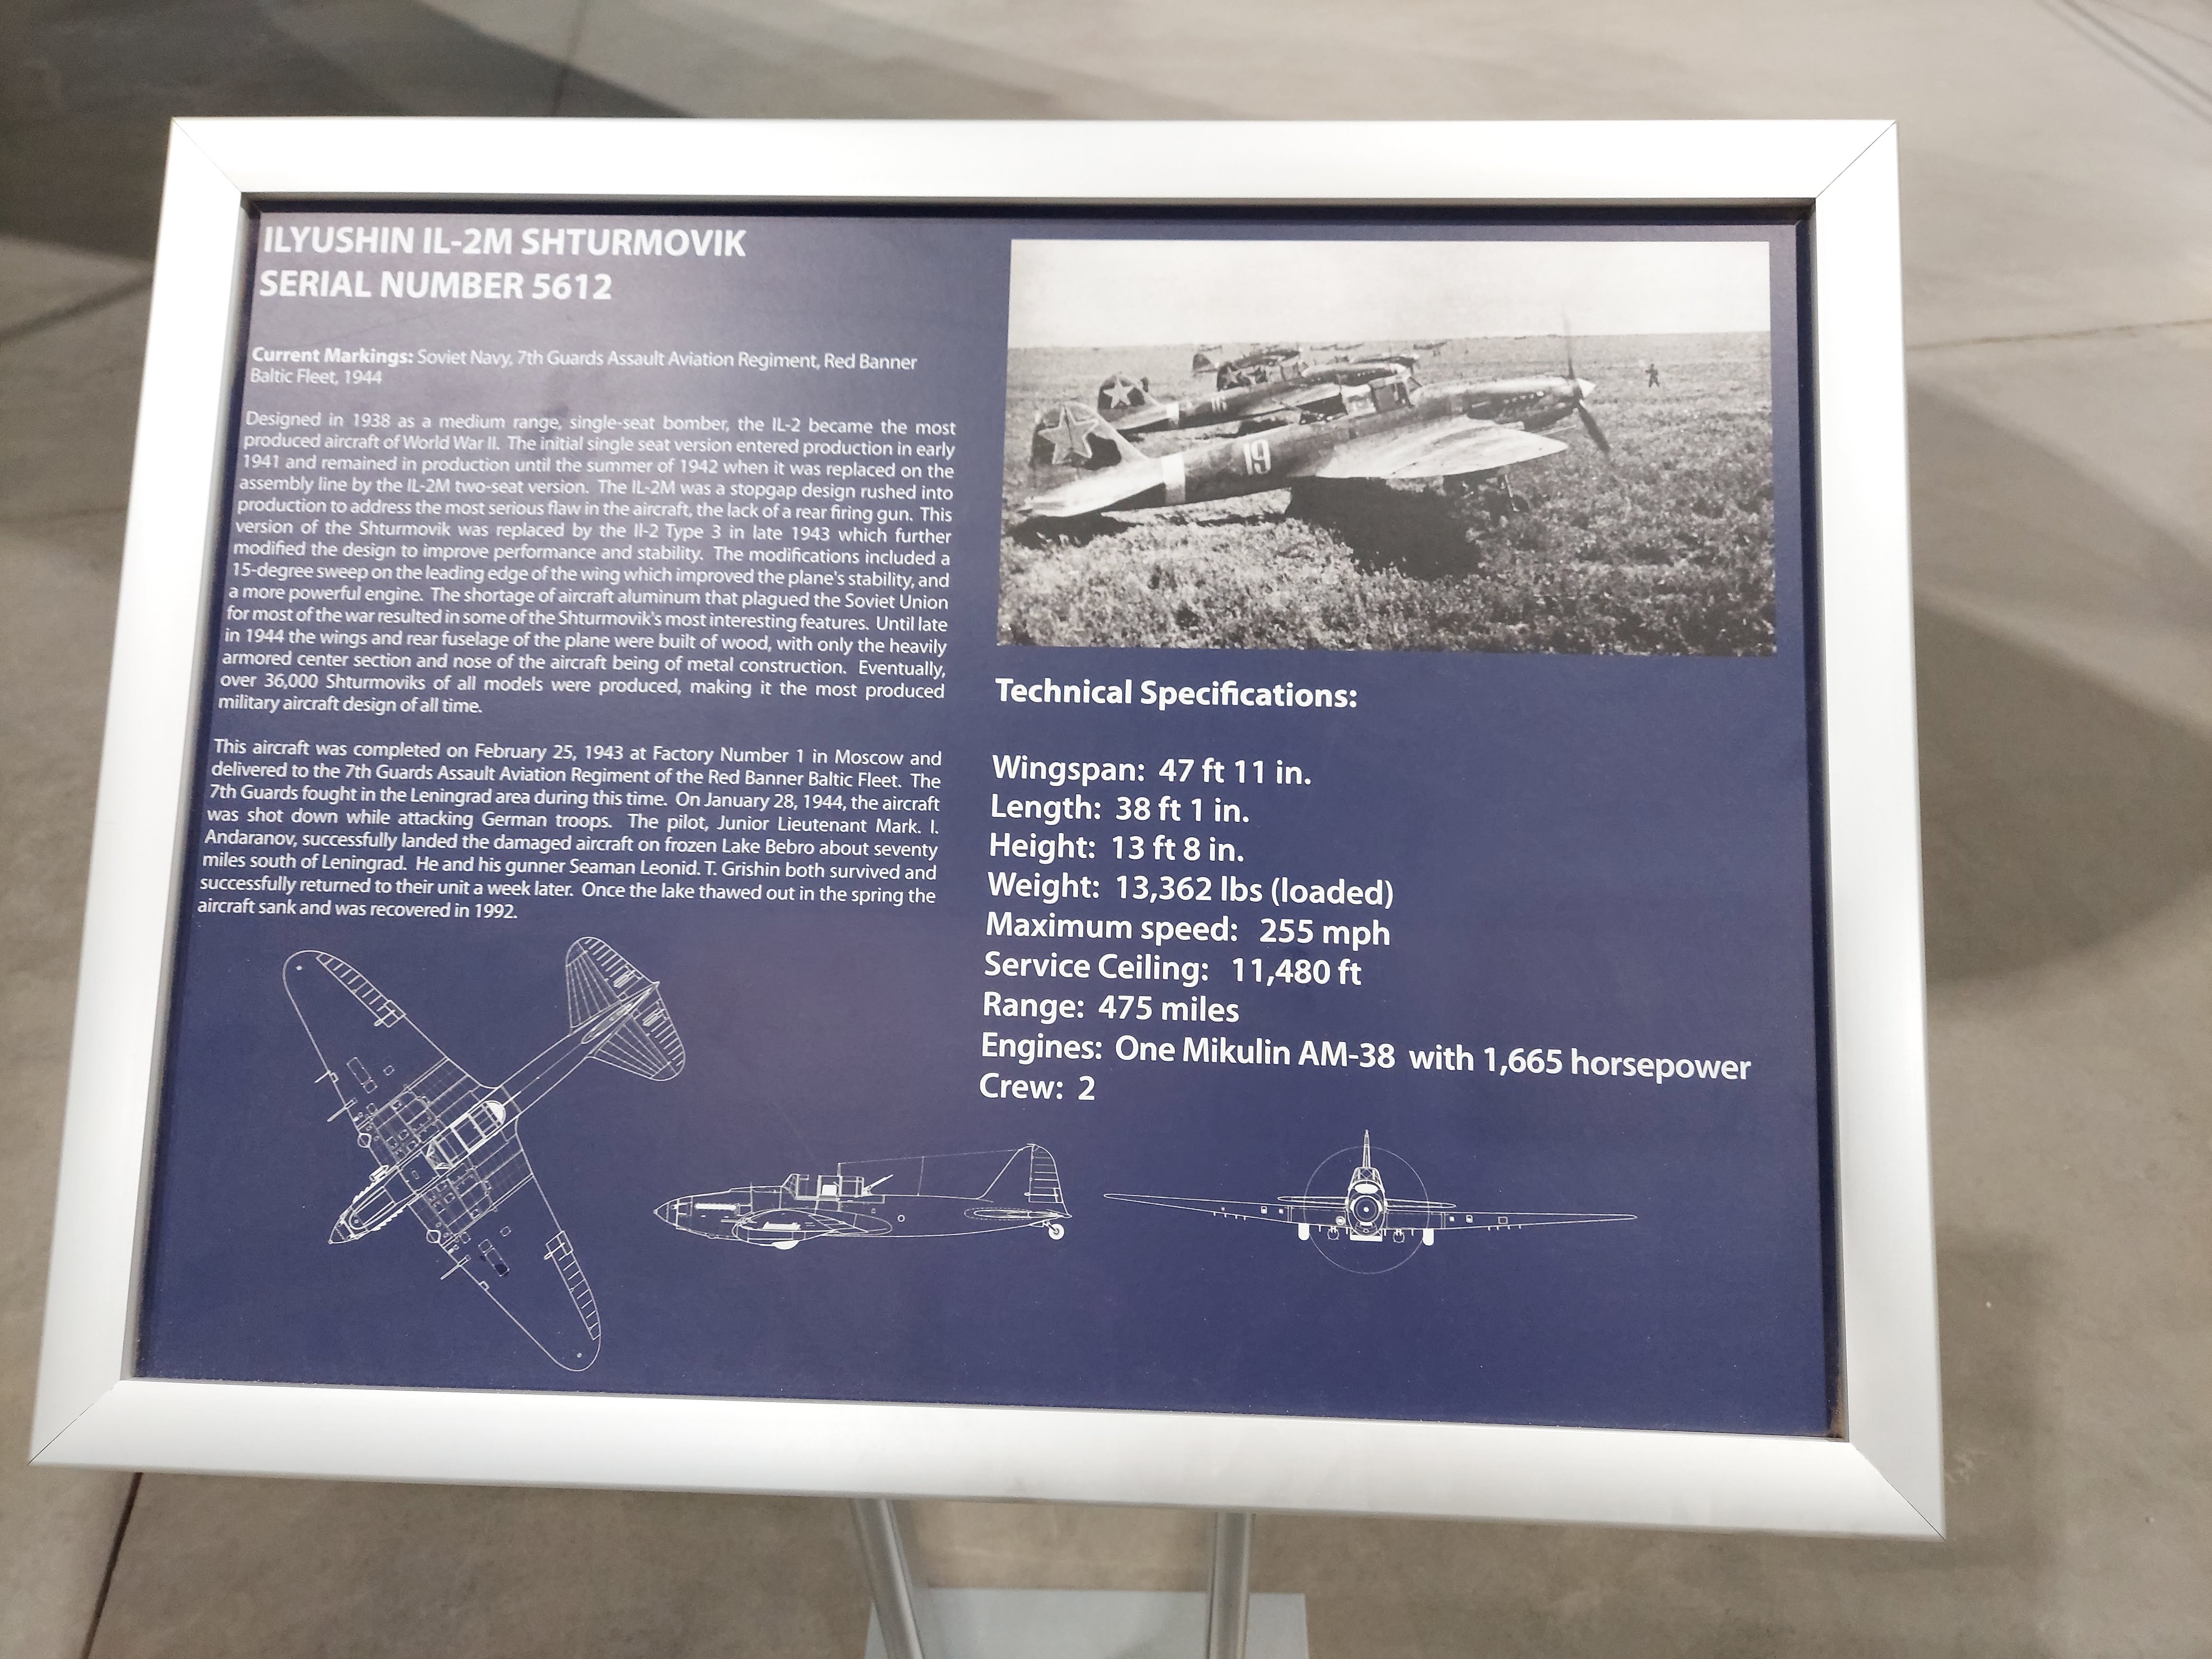 ILYUSHIN IL-2M SHTURMOVIK
SERIAL NUMBER 5612
Current Markings: Soviet Navy, 7th Guards Assault Aviation Regiment, Red Banner
Baltic Fleet, 1944
Designed in 1938 as a medium range, single-seat bomber, the IL-2 became the most
produced aircraft of World War II. The initial single seat version entered production in early
1941 and remained in production until the summer of 1942 when it was replaced on the
assembly line by the IL-2M two-seat version. The IL-2M was a stopgap design rushed into
production to address the most serious flaw in the aircraft, the lack of a rear firing gun. This
version of the Shturmovik was replaced by the Il-2 Type 3 in late 1943 which further
modified the design to improve performance and stability. The modifications included a
15-degree sweep on the leading edge of the wing which improved the plane's stability, and
a more powerful engine. The shortage of aircraft aluminum that plagued the Soviet Union
for most of the war resulted in some of the Shturmovik's most interesting features. Until late
in 1944 the wings and rear fuselage of the plane were built of wood, with only the heavily
armored center section and nose of the aircraft being of metal construction. Eventually,
over 36,000 Shturmoviks of all models were produced, making it the most produced
military aircraft design of all time.
This aircraft was completed on February 25, 1943 at Factory Number 1 in Moscow and
delivered to the 7th Guards Assault Aviation Regiment of the Red Banner Baltic Fleet. The
7th Guards fought in the Leningrad area during this time. On January 28, 1944, the aircraft
was shot down while attacking German troops. The pilot, Junior Lieutenant Mark. I.
Andaranov, successfully landed the damaged aircraft on frozen Lake Bebro about seventy
miles south of Leningrad. He and his gunner Seaman Leonid. T. Grishin both survived and
successfully returned to their unit a week later. Once the lake thawed out in the spring the
aircraft sank and was recovered in 1992.
19
Technical Specifications:
Wingspan: 47 ft 11 in.
Length: 38 ft 1 in.
Height: 13 ft 8 in.
Weight: 13,362 lbs (loaded)
Maximum speed: 255 mph
Service Ceiling: 11,480 ft
Range: 475 miles
Engines: One Mikulin AM-38 with 1,665 horsepower
Crew: 2